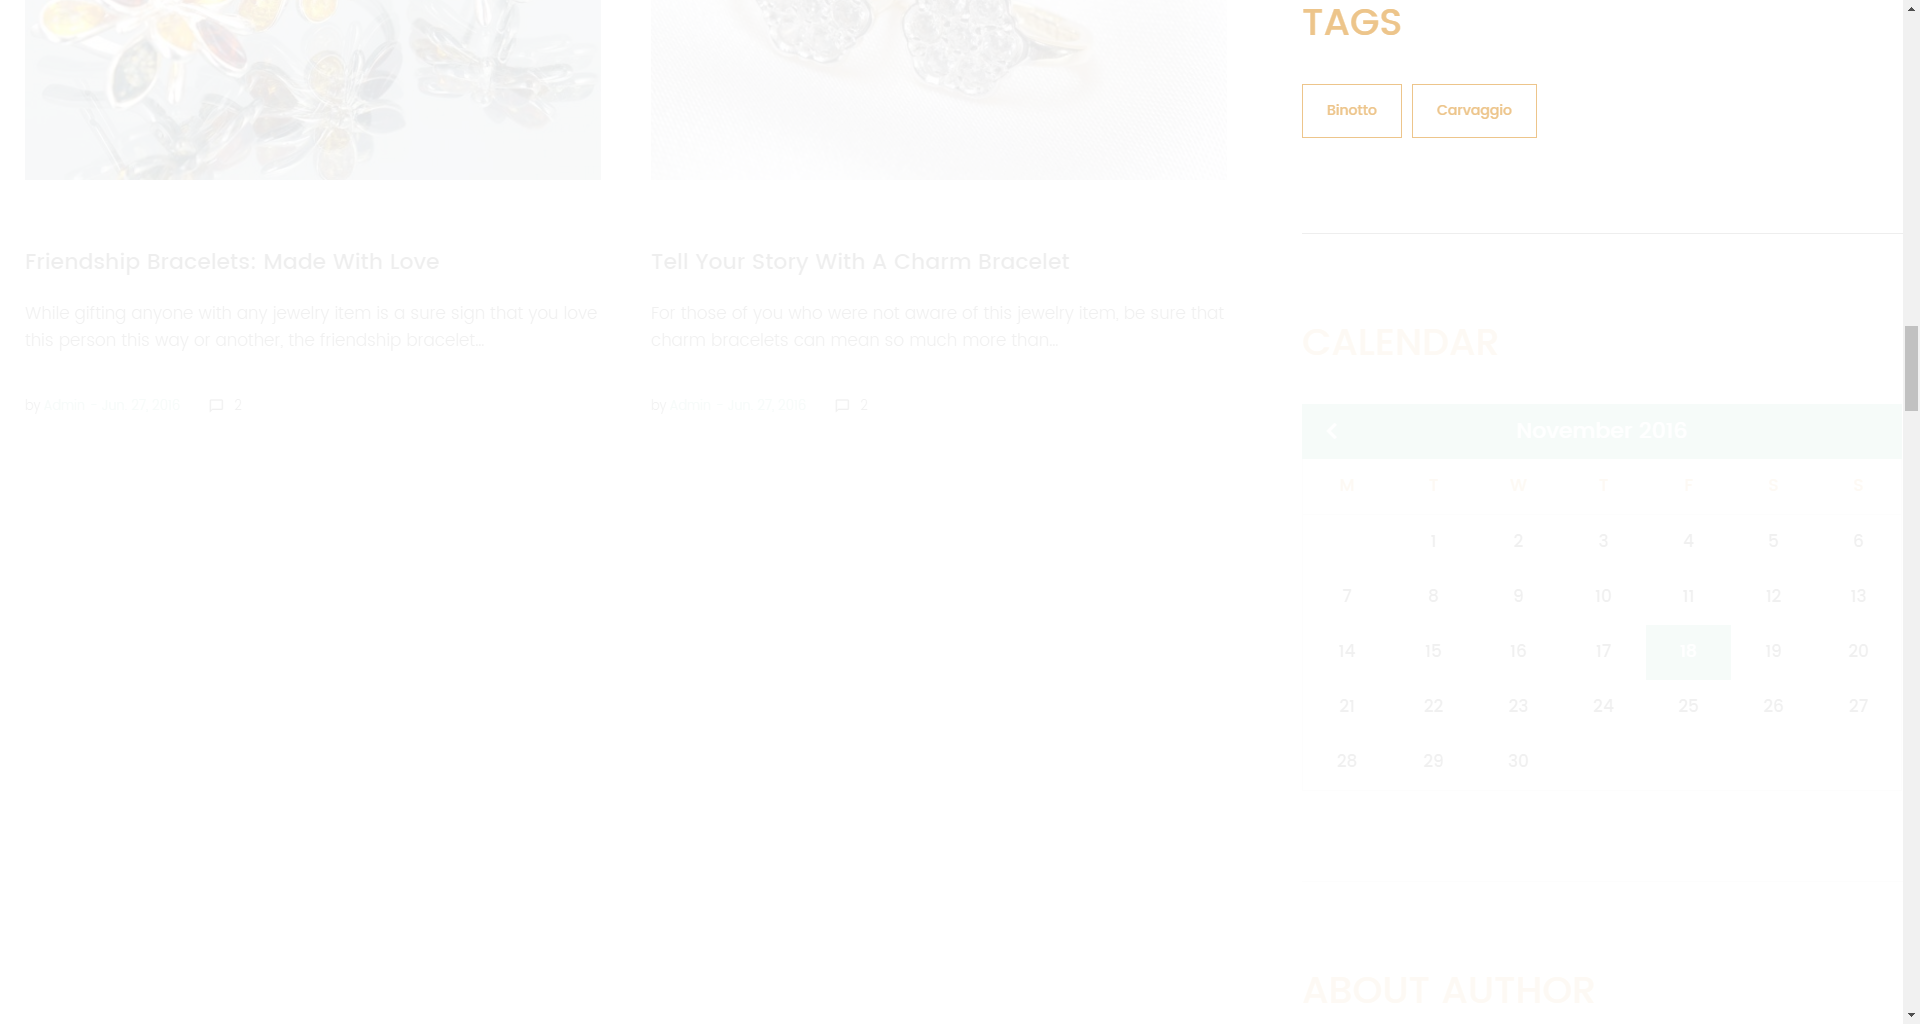 TAGS
Binotto
Carvaggio
Friendship Bracelets: Made With Love
While gifting anyone with any jewelry item is a sure sign that you love
this person this way or another, the friendship bracelet...
by Admin - Jun, 27, 2016 2
Tell Your Story With A Charm Bracelet
For those of you who were not aware of this jewelry item, be sure that
charm bracelets can mean so much more than...
by Admin - Jun, 27, 2016 2
CALENDAR
November 2016
M T W T F S S
1 2 3 4 5 6
7 8 9 10 11 12 13
14 15 16 17 18 19 20
21 22 23 24 25 26 27
28 29 30
ABOUT AUTHOR